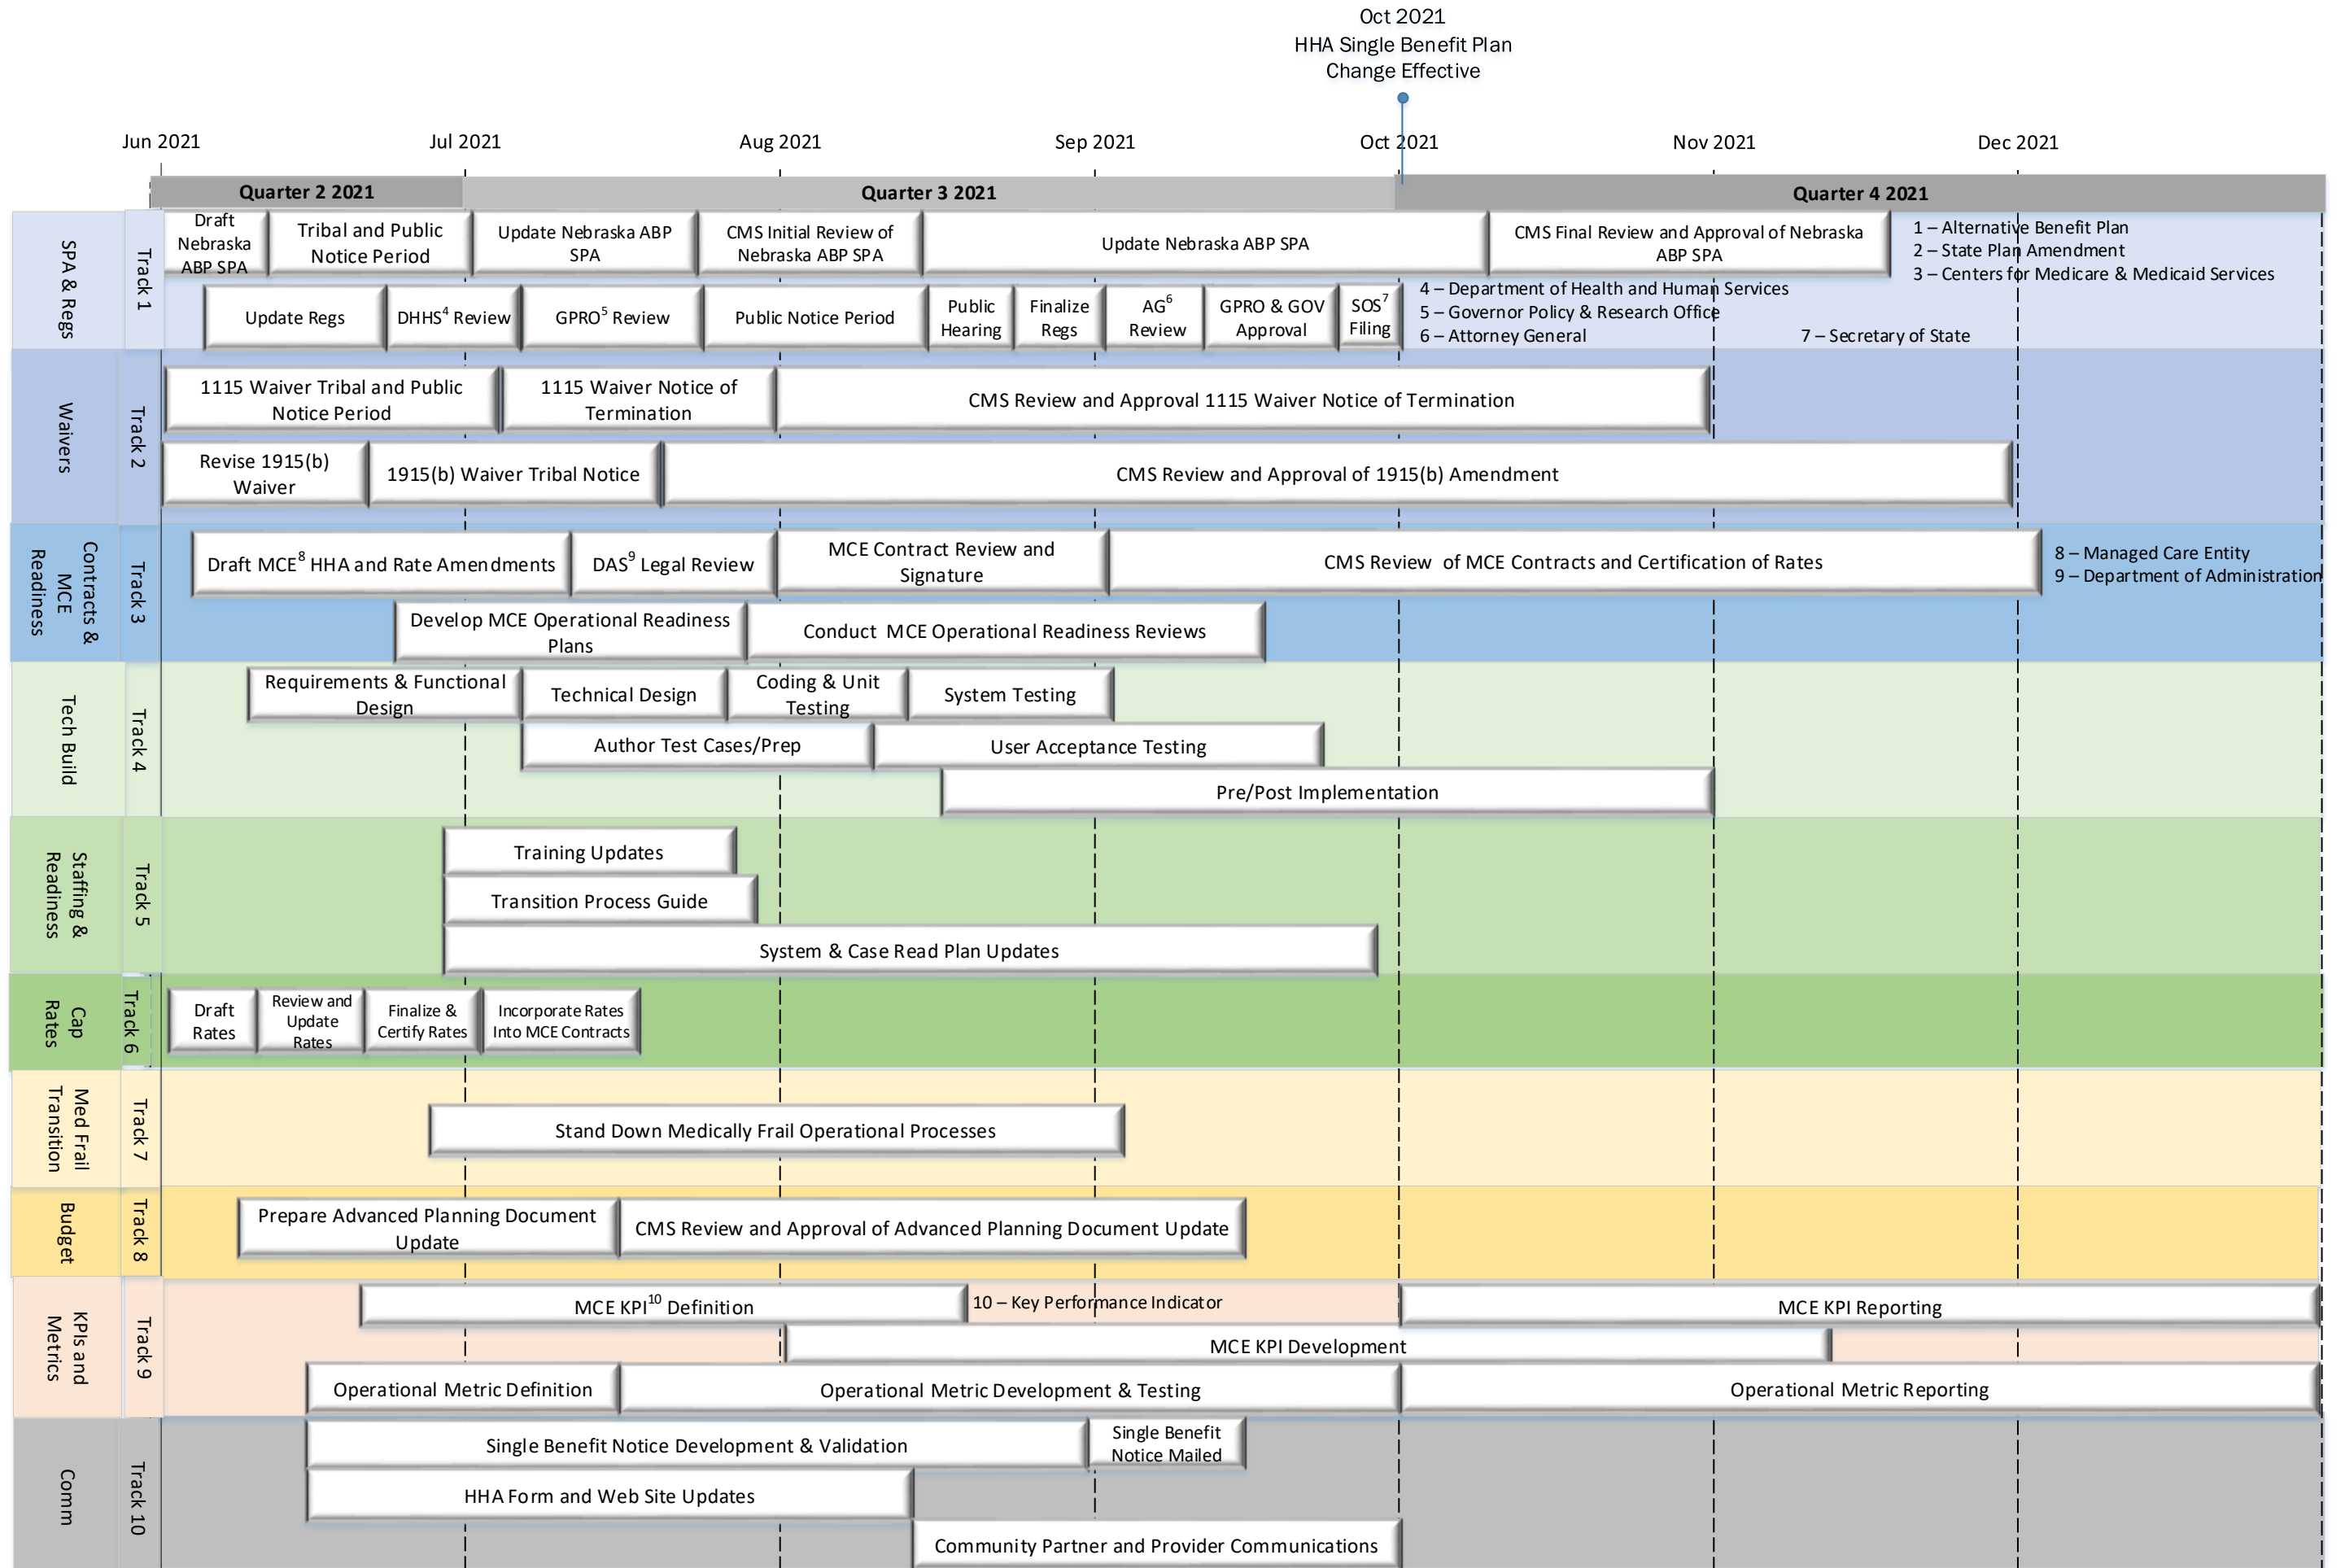 Oct 2021
HHA Single Benefit Plan
Change Effective
Jun 2021
Jul 2021
Aug 2021
Sep 2021
Oct 2021
Nov 2021
Dec 2021
Quarter 2 2021
Quarter 3 2021
Quarter 4 2021
SPA & Regs
Track 1
Draft
Nebraska
ABP SPA
Tribal and Public
Notice Period
Update Nebraska ABP
SPA
CMS Initial Review of
Nebraska ABP SPA
Update Nebraska ABP SPA
CMS Final Review and Approval of Nebraska
ABP SPA
1 – Alternative Benefit Plan
2 – State Plan Amendment
3 – Centers for Medicare & Medicaid Services
Update Regs
DHHS4 Review
GPRO5 Review
Public Notice Period
Public
Hearing
Finalize
Regs
AG6
Review
GPRO & GOV
Approval
SOS7
Filing
4 – Department of Health and Human Services
5 – Governor Policy & Research Office
6 – Attorney General
7 – Secretary of State
Waivers
Track 2
1115 Waiver Tribal and Public
Notice Period
1115 Waiver Notice of
Termination
CMS Review and Approval 1115 Waiver Notice of Termination
Revise 1915(b)
Waiver
1915(b) Waiver Tribal Notice
CMS Review and Approval of 1915(b) Amendment
Contracts &
MCE
Readiness
Track 3
Draft MCE8 HHA and Rate Amendments
DAS9 Legal Review
MCE Contract Review and
Signature
CMS Review of MCE Contracts and Certification of Rates
8 – Managed Care Entity
9 – Department of Administration
Develop MCE Operational Readiness
Plans
Conduct MCE Operational Readiness Reviews
Tech Build
Track 4
Requirements & Functional
Design
Technical Design
Coding & Unit
Testing
System Testing
Author Test Cases/Prep
User Acceptance Testing
Pre/Post Implementation
Staffing &
Readiness
Track 5
Training Updates
Transition Process Guide
System & Case Read Plan Updates
Cap
Rates
Track 6
Draft
Rates
Review and
Update
Rates
Finalize &
Certify Rates
Incorporate Rates
Into MCE Contracts
Med Frail
Transition
Track 7
Stand Down Medically Frail Operational Processes
Budget
Track 8
Prepare Advanced Planning Document
Update
CMS Review and Approval of Advanced Planning Document Update
KPIs and
Metrics
Track 9
MCE KPI10 Definition
10 – Key Performance Indicator
MCE KPI Reporting
MCE KPI Development
Operational Metric Definition
Operational Metric Development & Testing
Operational Metric Reporting
Comm
Track 10
Single Benefit Notice Development & Validation
Single Benefit
Notice Mailed
HHA Form and Web Site Updates
Community Partner and Provider Communications